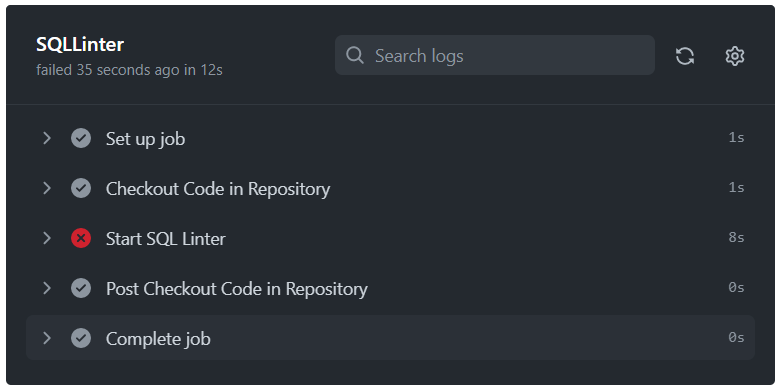 SQLLinter
failed 35 seconds ago in 12s
Search logs
Set up job 1s
Checkout Code in Repository 1s
Start SQL Linter 8s
Post Checkout Code in Repository 0s
Complete job 0s